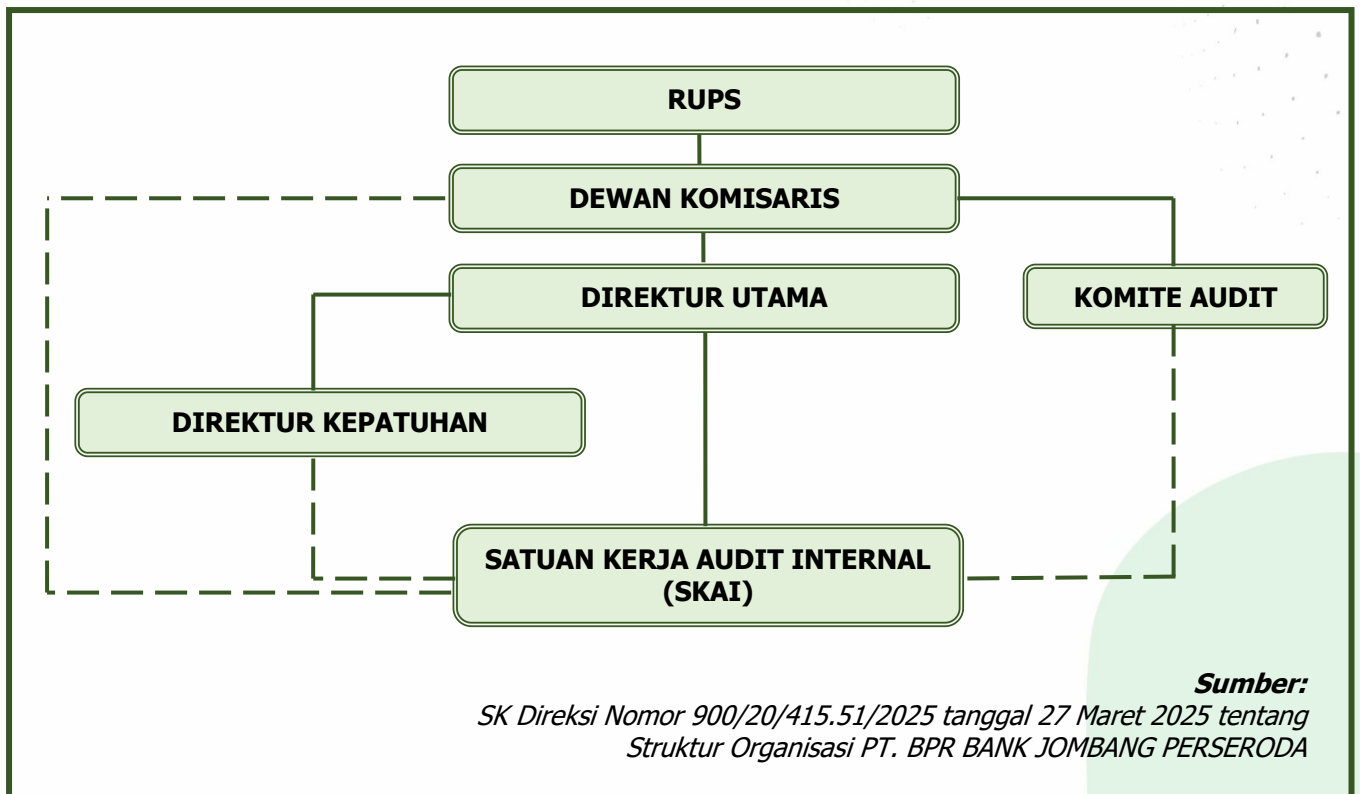 RUPS
DEWAN KOMISARIS
DIREKTUR UTAMA
KOMITE AUDIT
DIREKTUR KEPATUHAN
SATUAN KERJA AUDIT INTERNAL
(SKAI)
Sumber:
SK Direksi Nomor 900/20/415.51/2025 tanggal 27 Maret 2025 tentang
Struktur Organisasi PT. BPR BANK JOMBANG PERSERODA